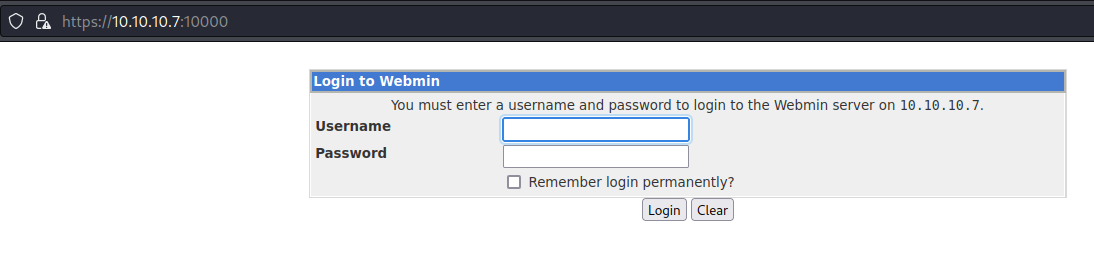 https://10.10.10.7:10000
Login to Webmin
You must enter a username and password to login to the Webmin server on 10.10.10.7.
Username
Password
Remember login permanently?
Login Clear